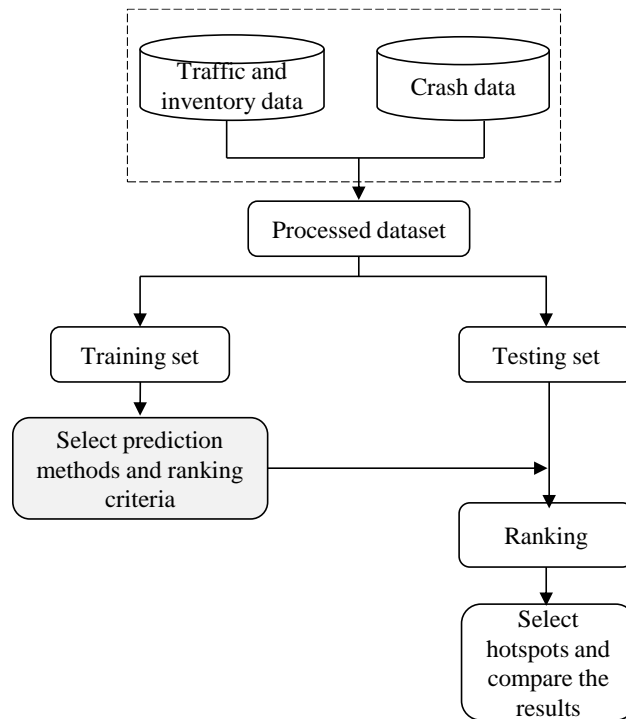 Traffic and
inventory data
Crash data
Processed dataset
Training set
Testing set
Select prediction
methods and ranking
criteria
Ranking
Select
hotspots and
compare the
results